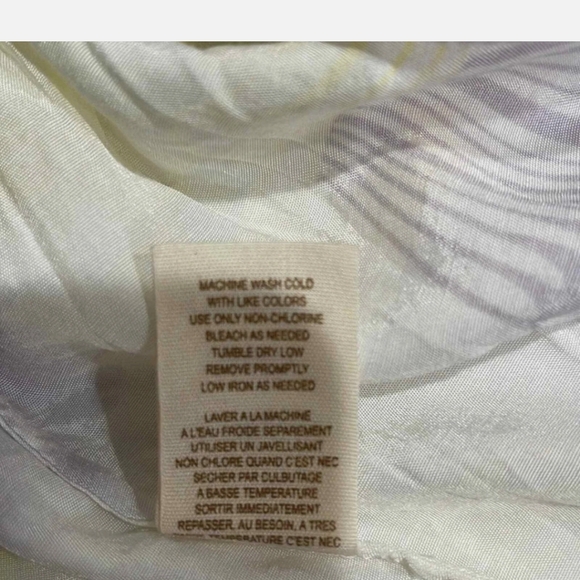 MACHINE WASH COLD
WITH LIKE COLORS
USE ONLY NON-CHLORINE
BLEACH AS NEEDED
TUMBLE DRY LOW
REMOVE PROMPTLY
LOW IRON AS NEEDED
LAVER A LA MACHINE
A L'EAU FROIDE SEPAREMENT
UTILISER UN JAVELLISANT
NON CHLORE QUAND C'EST NEC
SECHER PAR CULBUTAGE
A BASSE TEMPERATURE
SORTIR IMMEDIATEMENT
REPASSER, AU BESOIN, A TRES
TEMPERATURE C'EST NEC